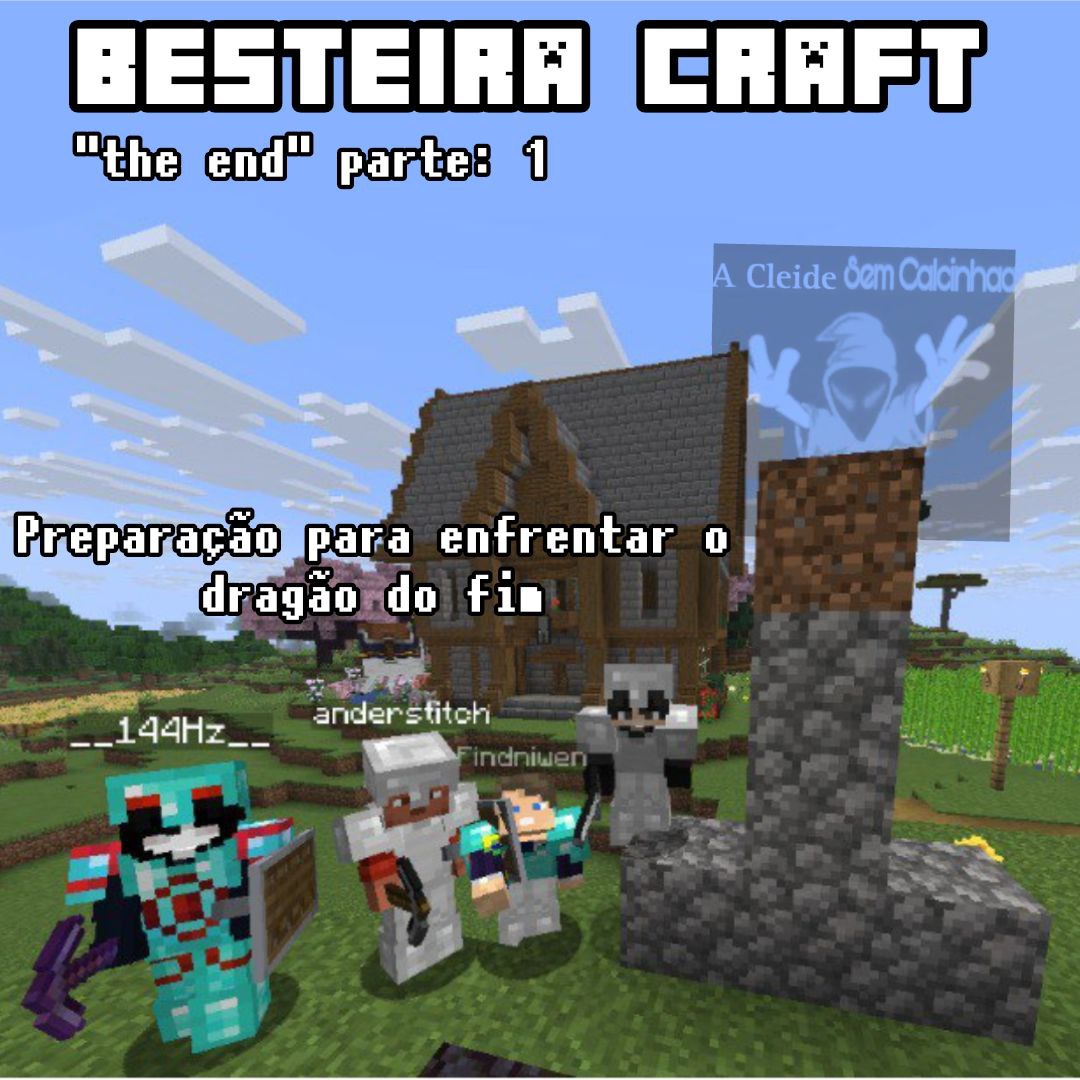 BESTEIRA CRAFT
"the end" parte: 1
A Cleide Sem Calcinhaa
Preparação para enfrentar o
dragão do fim
anderstitch
__144Hz__
Findniwen